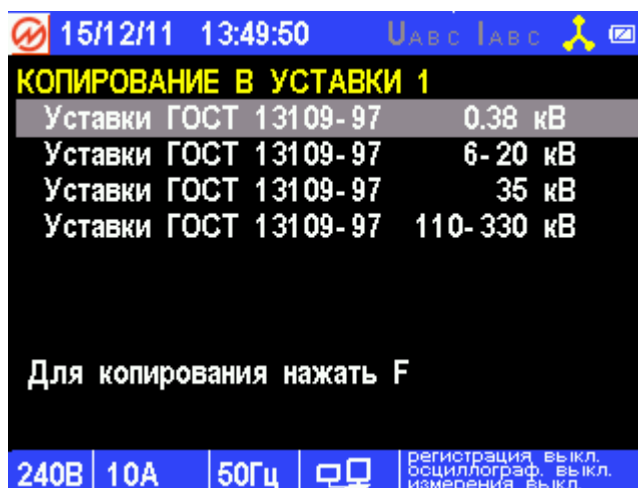 15/12/11 13:49:50 UABC IABC
КОПИРОВАНИЕ В УСТАВКИ 1
Уставки ГОСТ 13109-97 0.38 кВ
Уставки ГОСТ 13109-97 6-20 кВ
Уставки ГОСТ 13109-97 35 кВ
Уставки ГОСТ 13109-97 110-330 кВ
Для копирования нажать F
240В 10А 50Гц
регистрация выкл.
осциллограф. выкл.
измерения выкл.